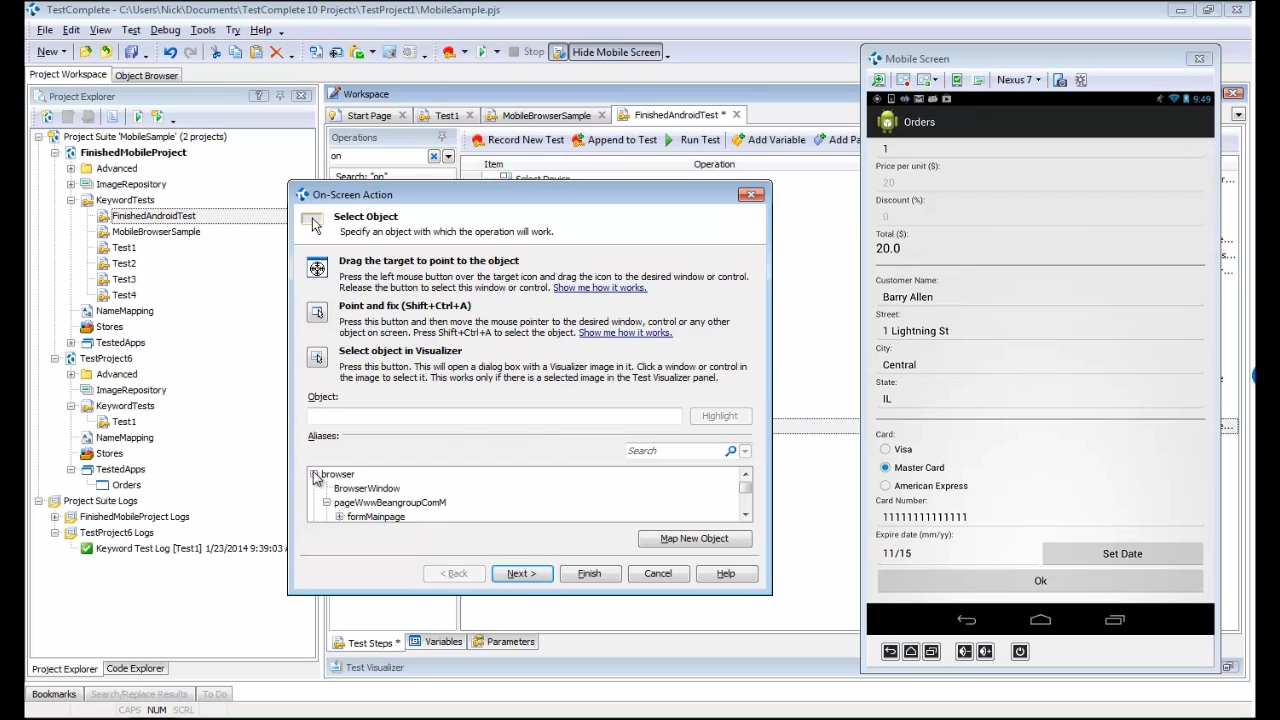 TestComplete - C:\Users\Nick\Documents\TestComplete 10 Projects\TestProject1\MobileSample.pjs
File Edit View Test Debug Tools Try Help
New Stop Hide Mobile Screen
Project Workspace Object Browser
Project Explorer
Project Suite 'MobileSample' (2 projects)
FinishedMobileProject
Advanced
ImageRepository
KeywordTests
FinishedAndroidTest
MobileBrowserSample
Test1
Test2
Test3
Test4
NameMapping
Stores
TestedApps
TestProject6
Advanced
ImageRepository
KeywordTests
Test1
NameMapping
Stores
TestedApps
Orders
Project Suite Logs
FinishedMobileProject Logs
TestProject6 Logs
Keyword Test Log [Test1] 1/23/2014 9:39:03
Project Explorer Code Explorer
Bookmarks Search/Replace Results To Do
CAPS NUM SCRL
Workspace
Start Page Test1 MobileBrowserSample FinishedAndroidTest *
Operations
on
Search: "on"
Record New Test Append to Test Run Test Add Variable Add Pa
Item Operation
Select Device
On-Screen Action
Select Object
Specify an object with which the operation will work.
Drag the target to point to the object
Press the left mouse button over the target icon and drag the icon to the desired window or control.
Release the button to select this window or control. Show me how it works.
Point and fix (Shift+Ctrl+A)
Press this button and then move the mouse pointer to the desired window, control or any other
object on screen. Press Shift+Ctrl+A to select the object. Show me how it works.
Select object in Visualizer
Press this button. This will open a dialog box with a Visualizer image in it. Click a window or control in
the image to select it. This works only if there is a selected image in the Test Visualizer panel.
Object:
Highlight
Aliases:
Search
browser
BrowserWindow
pageWwwBeangroupComM
formMainpage
Map New Object
< Back Next > Finish Cancel Help
Test Steps * Variables Parameters
Test Visualizer
Mobile Screen
Nexus 7
9:49
Orders
1
Price per unit ($):
20
Discount (%):
0
Total ($):
20.0
Customer Name:
Barry Allen
Street:
1 Lightning St
City:
Central
State:
IL
Card:
Visa
Master Card
American Express
Card Number:
11111111111111
Expire date (mm/yy):
11/15 Set Date
Ok